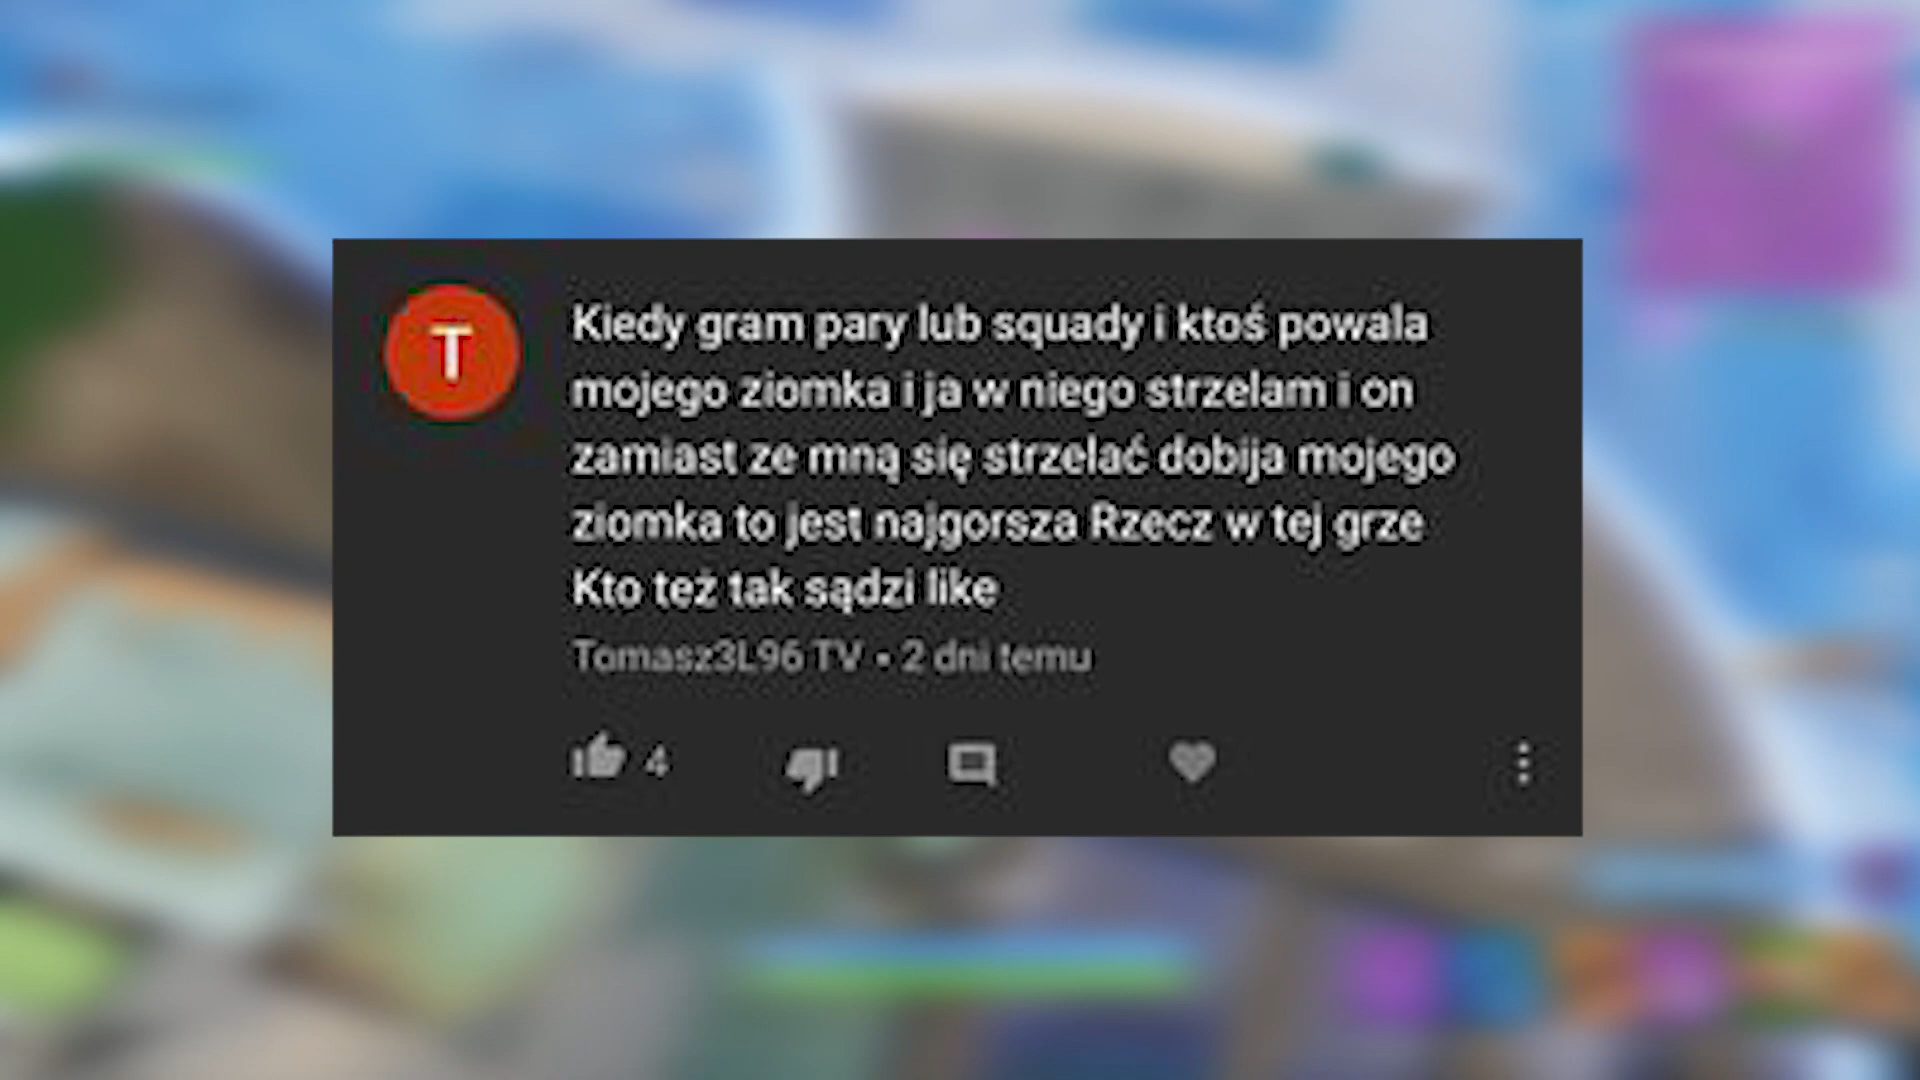 T
Kiedy gram pary lub squady i ktoś powala
mojego ziomka i ja w niego strzelam i on
zamiast ze mną się strzelać dobija mojego
ziomka to jest najgorsza Rzecz w tej grze
Kto też tak sądzi like
Tomasz3L96 TV • 2 dni temu
4